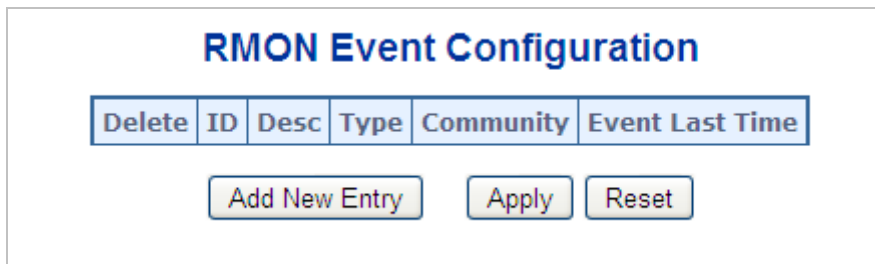 RMON Event Configuration
Delete ID Desc Type Community Event Last Time
Add New Entry Apply Reset